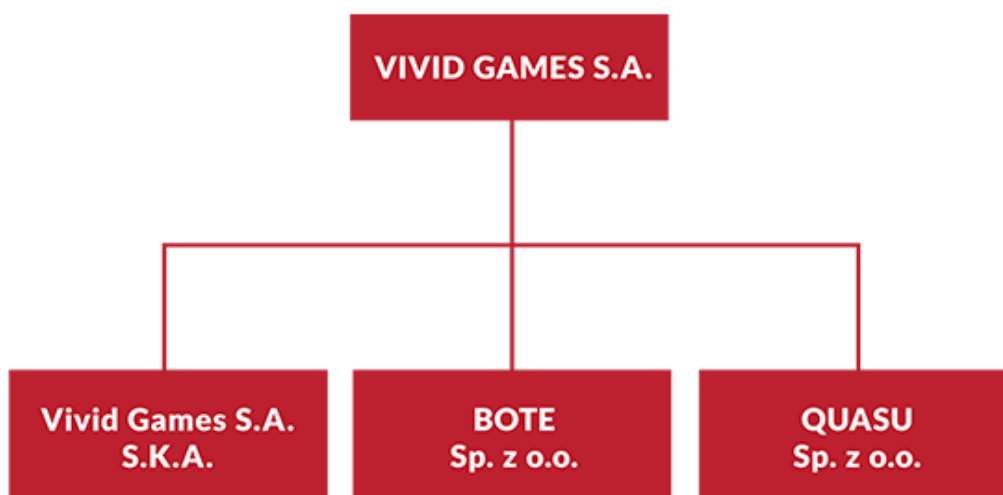 VIVID GAMES S.A.
Vivid Games S.A.
S.K.A.
BOTE
Sp. z o.o.
QUASU
Sp. z o.o.